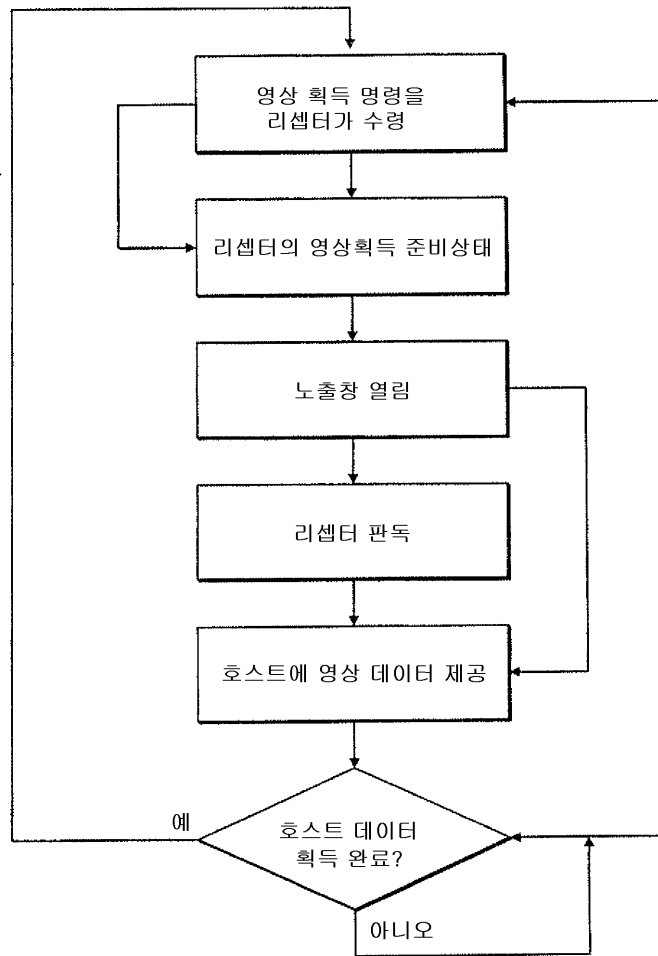 영상 획득 명령을
리셉터가 수령
리셉터의 영상획득 준비상태
노출창 열림
리셉터 판독
호스트에 영상 데이터 제공
예
호스트 데이터
획득 완료?
아니오